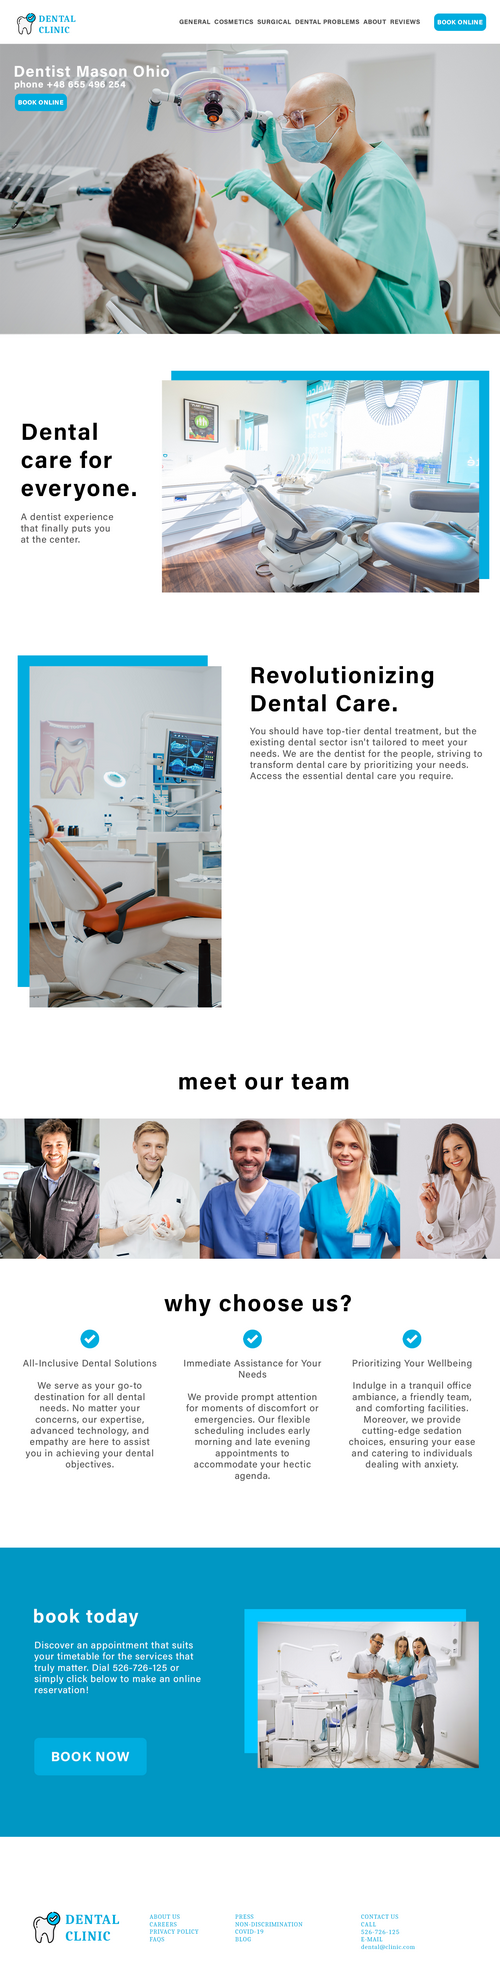 DENTAL
CLINIC
GENERAL COSMETICS SURGICAL DENTAL PROBLEMS ABOUT REVIEWS
BOOK ONLINE
Dentist Mason Ohio
phone +48 655 496 254
BOOK ONLINE
Dental
care for
everyone.
A dentist experience
that finally puts you
at the center.
Revolutionizing
Dental Care.
You should have top-tier dental treatment, but the
existing dental sector isn't tailored to meet your
needs. We are the dentist for the people, striving to
transform dental care by prioritizing your needs.
Access the essential dental care you require.
meet our team
why choose us?
All-Inclusive Dental Solutions
We serve as your go-to
destination for all dental
needs. No matter your
concerns, our expertise,
advanced technology, and
empathy are here to assist
you in achieving your dental
objectives.
Immediate Assistance for Your
Needs
We provide prompt attention
for moments of discomfort or
emergencies. Our flexible
scheduling includes early
morning and late evening
appointments to
accommodate your hectic
agenda.
Prioritizing Your Wellbeing
Indulge in a tranquil office
ambiance, a friendly team,
and comforting facilities.
Moreover, we provide
cutting-edge sedation
choices, ensuring your ease
and catering to individuals
dealing with anxiety.
book today
Discover an appointment that suits
your timetable for the services that
truly matter. Dial 526-726-125 or
simply click below to make an online
reservation!
BOOK NOW
DENTAL
CLINIC
ABOUT US
CAREERS
PRIVACY POLICY
FAQS
PRESS
NON-DISCRIMINATION
COVID-19
BLOG
CONTACT US
CALL
526-726-125
E-MAIL
dental@clinic.com